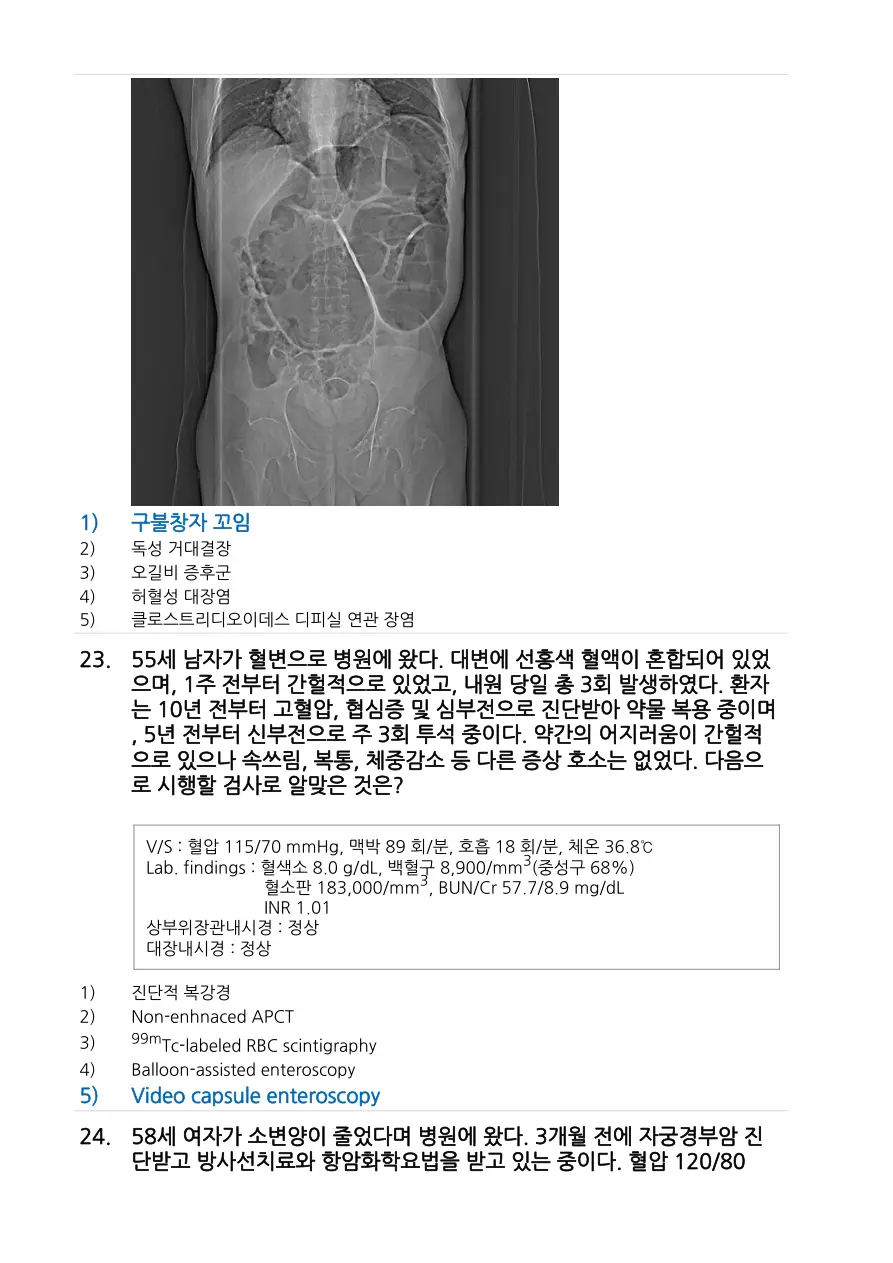 1) 구불창자 꼬임
2) 독성 거대결장
3) 오길비 증후군
4) 허혈성 대장염
5) 클로스트리디오이데스 디피실 연관 장염
23. 55세 남자가 혈변으로 병원에 왔다. 대변에 선홍색 혈액이 혼합되어 있었
으며, 1주 전부터 간헐적으로 있었고, 내원 당일 총 3회 발생하였다. 환자
는 10년 전부터 고혈압, 협심증 및 심부전으로 진단받아 약물 복용 중이며
, 5년 전부터 신부전으로 주 3회 투석 중이다. 약간의 어지러움이 간헐적
으로 있으나 속쓰림, 복통, 체중감소 등 다른 증상 호소는 없었다. 다음으
로 시행할 검사로 알맞은 것은?
V/S : 혈압 115/70 mmHg, 맥박 89 회/분, 호흡 18 회/분, 체온 36.8℃
Lab. findings : 혈색소 8.0 g/dL, 백혈구 8,900/mm³(중성구 68%)
혈소판 183,000/mm³, BUN/Cr 57.7/8.9 mg/dL
INR 1.01
상부위장관내시경 : 정상
대장내시경 : 정상
1) 진단적 복강경
2) Non-enhnaced APCT
3) ⁹⁹ᵐTc-labeled RBC scintigraphy
4) Balloon-assisted enteroscopy
5) Video capsule enteroscopy
24. 58세 여자가 소변양이 줄었다며 병원에 왔다. 3개월 전에 자궁경부암 진
단받고 방사선치료와 항암화학요법을 받고 있는 중이다. 혈압 120/80